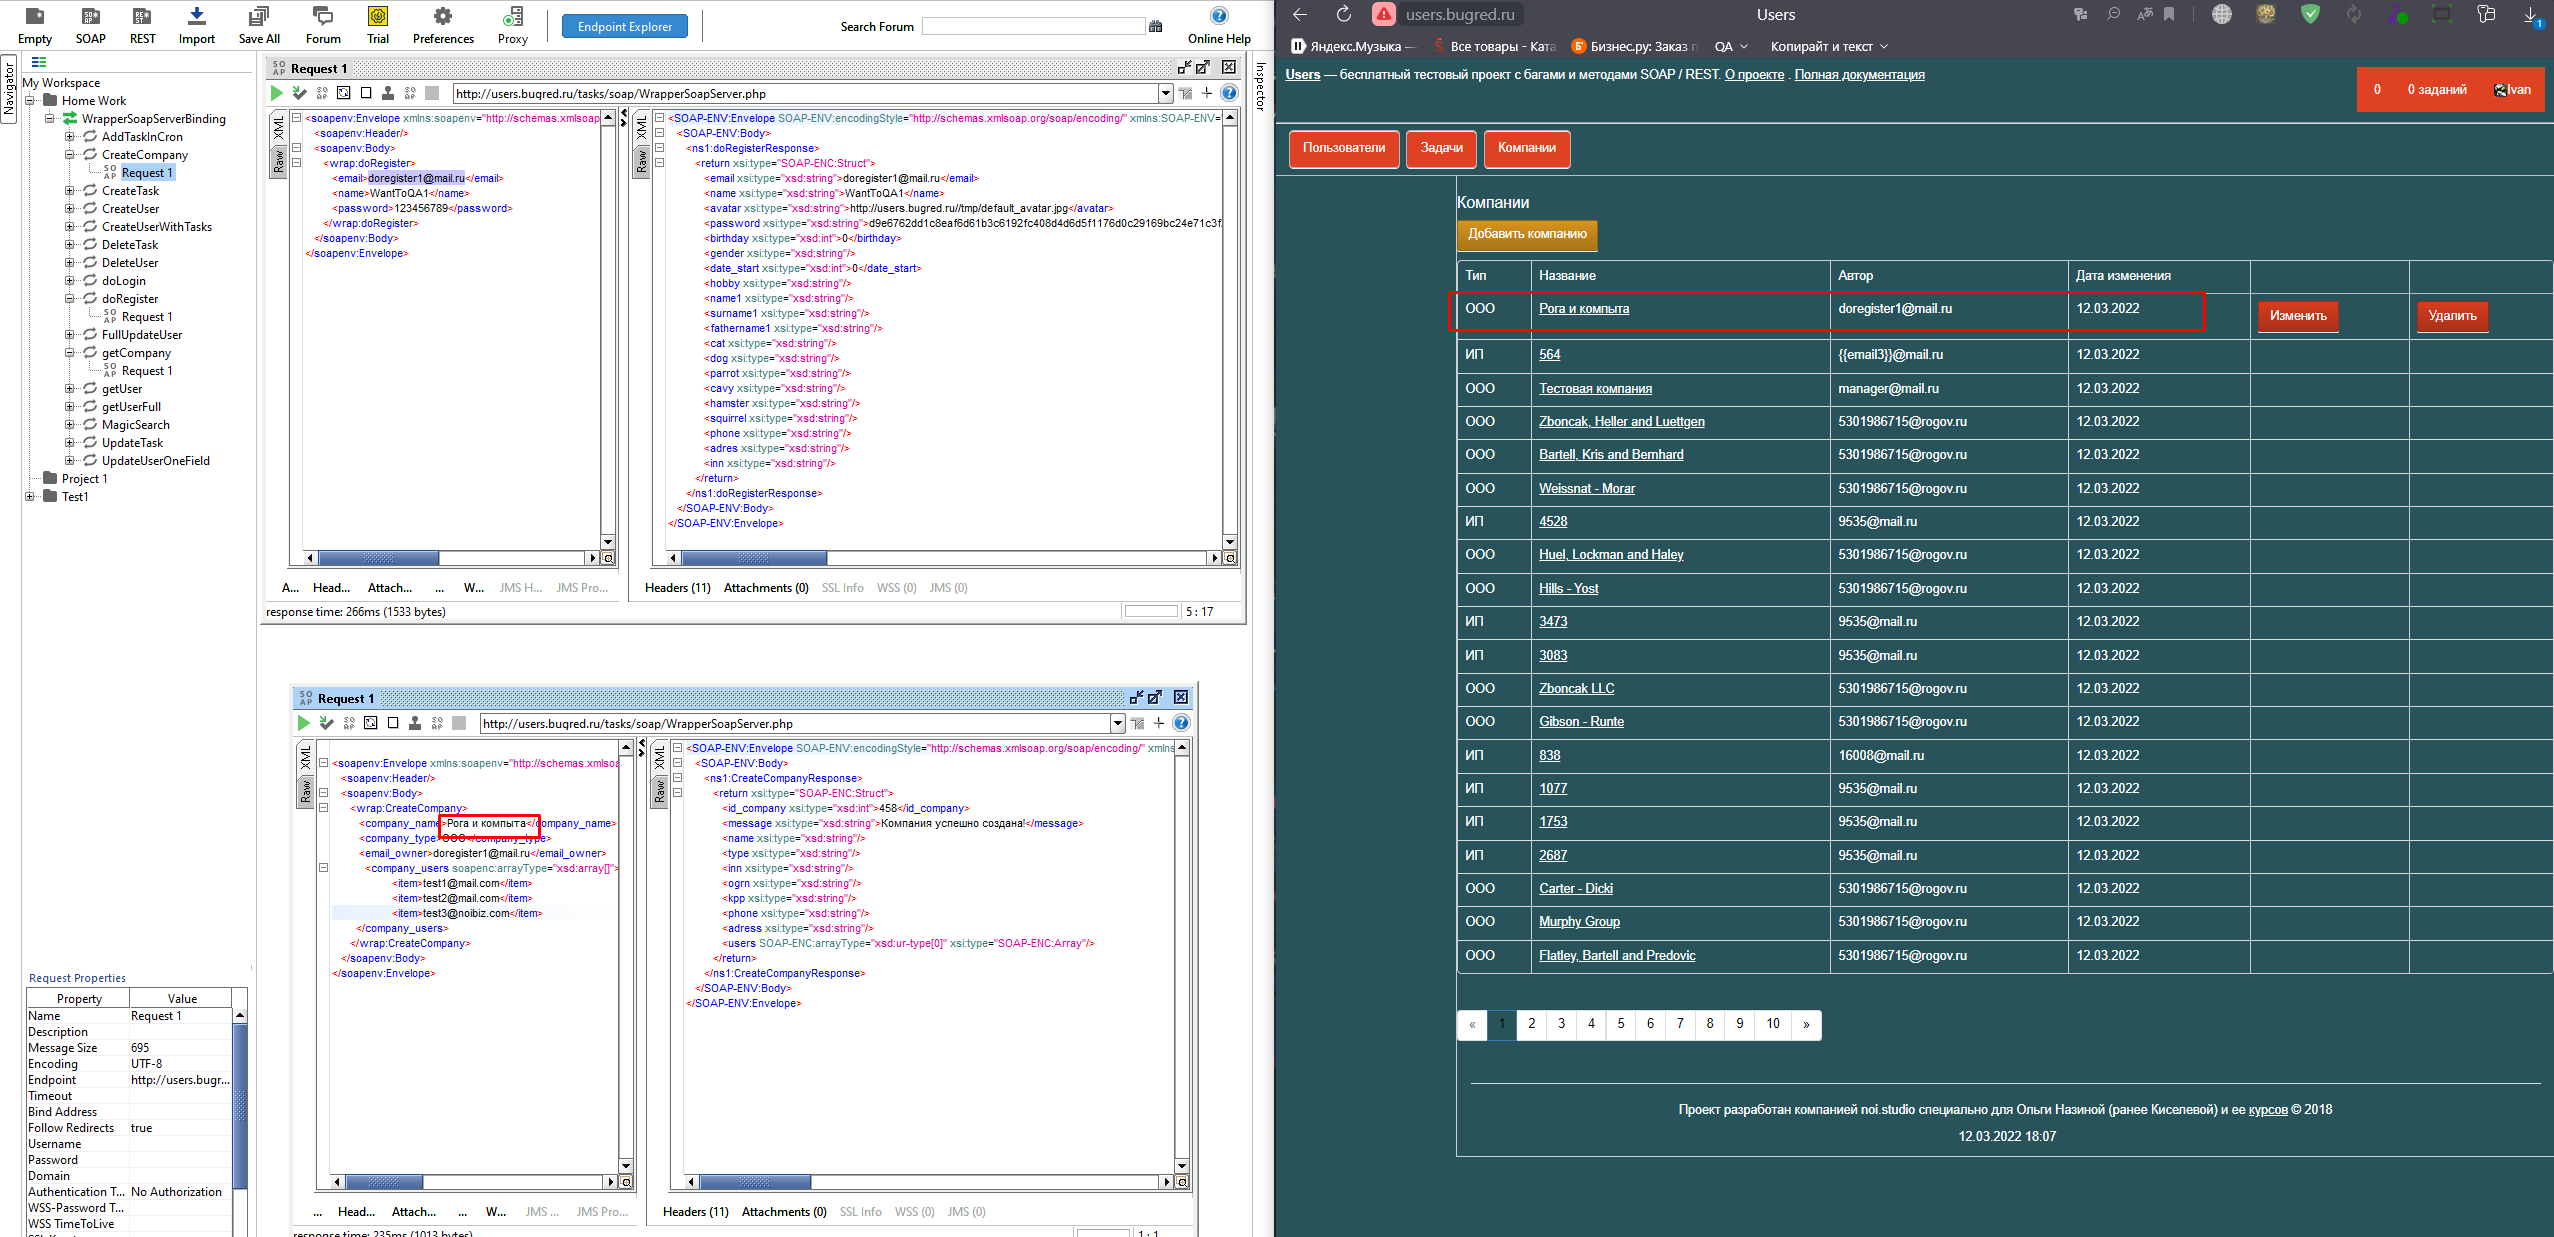 Empty
SOAP
REST
Import
Save All
Forum
Trial
Preferences
Proxy
Endpoint Explorer
Search Forum
Online Help
Navigator
My Workspace
Home Work
WrapperSoapServerBinding
AddTaskInCron
CreateCompany
Request 1
CreateTask
CreateUser
CreateUserWithTasks
DeleteTask
DeleteUser
doLogin
doRegister
Request 1
FullUpdateUser
getCompany
Request 1
getUser
getUserFull
MagicSearch
UpdateTask
UpdateUserOneField
Project 1
Test1
Request Properties
Property Value
Name Request 1
Description
Message Size 695
Encoding UTF-8
Endpoint http://users.bugr...
Timeout
Bind Address
Follow Redirects true
Username
Password
Domain
Authentication T... No Authorization
WSS-Password T...
WSS TimeToLive
Request 1
http://users.bugred.ru/tasks/soap/WrapperSoapServer.php
Inspector
XML
Raw
<soapenv:Envelope xmlns:soapenv="http://schemas.xmlsoap
<soapenv:Header/>
<soapenv:Body>
<wrap:doRegister>
<email>doregister1@mail.ru</email>
<name>WantToQA1</name>
<password>123456789</password>
</wrap:doRegister>
</soapenv:Body>
</soapenv:Envelope>
XML
Raw
<SOAP-ENV:Envelope SOAP-ENV:encodingStyle="http://schemas.xmlsoap.org/soap/encoding/" xmlns:SOAP-ENV="
<SOAP-ENV:Body>
<ns1:doRegisterResponse>
<return xsi:type="SOAP-ENC:Struct">
<email xsi:type="xsd:string">doregister1@mail.ru</email>
<name xsi:type="xsd:string">WantToQA1</name>
<avatar xsi:type="xsd:string">http://users.bugred.ru//tmp/default_avatar.jpg</avatar>
<password xsi:type="xsd:string">d9e6762dd1c8eaf6d61b3c6192fc408d4d6d5f1176d0c29169bc24e71c3f
<birthday xsi:type="xsd:int">0</birthday>
<gender xsi:type="xsd:string"/>
<date_start xsi:type="xsd:int">0</date_start>
<hobby xsi:type="xsd:string"/>
<name1 xsi:type="xsd:string"/>
<surname1 xsi:type="xsd:string"/>
<fathername1 xsi:type="xsd:string"/>
<cat xsi:type="xsd:string"/>
<dog xsi:type="xsd:string"/>
<parrot xsi:type="xsd:string"/>
<cavy xsi:type="xsd:string"/>
<hamster xsi:type="xsd:string"/>
<squirrel xsi:type="xsd:string"/>
<phone xsi:type="xsd:string"/>
<adres xsi:type="xsd:string"/>
<inn xsi:type="xsd:string"/>
</return>
</ns1:doRegisterResponse>
</SOAP-ENV:Body>
</SOAP-ENV:Envelope>
A... Head... Attach... ... W... JMS H... JMS Pro...
Headers (11) Attachments (0) SSL Info WSS (0) JMS (0)
response time: 266ms (1533 bytes)
5 : 17
Request 1
http://users.bugred.ru/tasks/soap/WrapperSoapServer.php
XML
Raw
<soapenv:Envelope xmlns:soapenv="http://schemas.xmlsoa
<soapenv:Header/>
<soapenv:Body>
<wrap:CreateCompany>
<company_name>Рога и компыта</company_name>
<company_type>ООО</company_type>
<email_owner>doregister1@mail.ru</email_owner>
<company_users soapenc:arrayType="xsd:array[]">
<item>test1@mail.com</item>
<item>test2@mail.com</item>
<item>test3@noibiz.com</item>
</company_users>
</wrap:CreateCompany>
</soapenv:Body>
</soapenv:Envelope>
XML
Raw
<SOAP-ENV:Envelope SOAP-ENV:encodingStyle="http://schemas.xmlsoap.org/soap/encoding/" xmlns
<SOAP-ENV:Body>
<ns1:CreateCompanyResponse>
<return xsi:type="SOAP-ENC:Struct">
<id_company xsi:type="xsd:int">458</id_company>
<message xsi:type="xsd:string">Компания успешно создана!</message>
<name xsi:type="xsd:string"/>
<type xsi:type="xsd:string"/>
<inn xsi:type="xsd:string"/>
<ogrn xsi:type="xsd:string"/>
<kpp xsi:type="xsd:string"/>
<phone xsi:type="xsd:string"/>
<adress xsi:type="xsd:string"/>
<users SOAP-ENC:arrayType="xsd:ur-type[0]" xsi:type="SOAP-ENC:Array"/>
</return>
</ns1:CreateCompanyResponse>
</SOAP-ENV:Body>
</SOAP-ENV:Envelope>
... Head... Attach... ... W... JMS ... JMS Pro...
Headers (11) Attachments (0) SSL Info WSS (0) JMS (0)
response time: 235ms (1013 bytes)
1 : 1
users.bugred.ru
Users
Яндекс.Музыка — Все товары - Ката Бизнес.ру: Заказ п QA Копирайт и текст
Users — бесплатный тестовый проект с багами и методами SOAP / REST. О проекте . Полная документация
0 0 заданий Ivan
Пользователи Задачи Компании
Компании
Добавить компанию
Тип Название Автор Дата изменения
ООО Рога и компыта doregister1@mail.ru 12.03.2022 Изменить Удалить
ИП 564 {{email3}}@mail.ru 12.03.2022
ООО Тестовая компания manager@mail.ru 12.03.2022
ООО Zboncak, Heller and Luettgen 5301986715@rogov.ru 12.03.2022
ООО Bartell, Kris and Bernhard 5301986715@rogov.ru 12.03.2022
ООО Weissnat - Morar 5301986715@rogov.ru 12.03.2022
ИП 4528 9535@mail.ru 12.03.2022
ООО Huel, Lockman and Haley 5301986715@rogov.ru 12.03.2022
ООО Hills - Yost 5301986715@rogov.ru 12.03.2022
ИП 3473 9535@mail.ru 12.03.2022
ИП 3083 9535@mail.ru 12.03.2022
ООО Zboncak LLC 5301986715@rogov.ru 12.03.2022
ООО Gibson - Runte 5301986715@rogov.ru 12.03.2022
ИП 838 16008@mail.ru 12.03.2022
ИП 1077 9535@mail.ru 12.03.2022
ИП 1753 9535@mail.ru 12.03.2022
ИП 2687 9535@mail.ru 12.03.2022
ООО Carter - Dicki 5301986715@rogov.ru 12.03.2022
ООО Murphy Group 5301986715@rogov.ru 12.03.2022
ООО Flatley, Bartell and Predovic 5301986715@rogov.ru 12.03.2022
« 1 2 3 4 5 6 7 8 9 10 »
Проект разработан компанией noi.studio специально для Ольги Назиной (ранее Киселевой) и ее курсов © 2018
12.03.2022 18:07